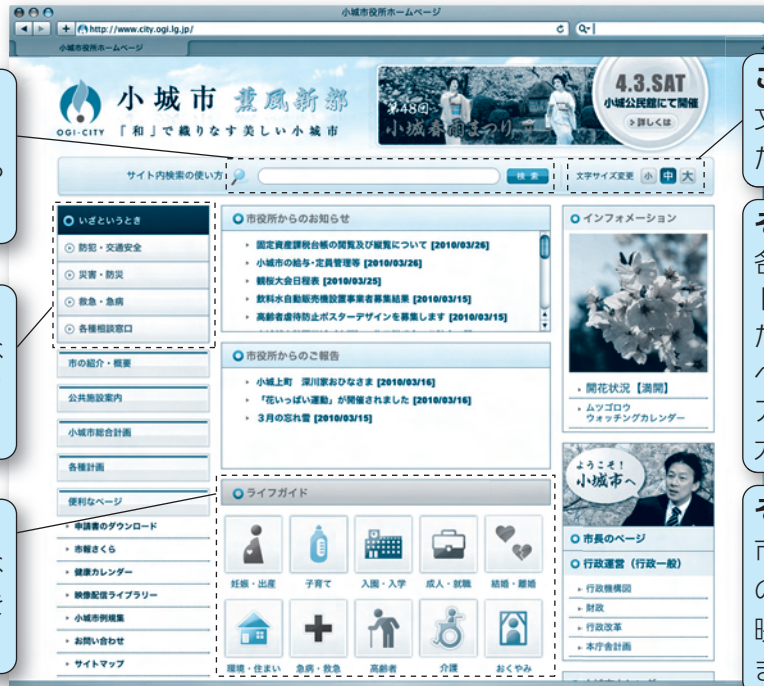 小城市役所ホームページ
http://www.city.ogi.lg.jp/
小城市役所ホームページ
OGI-CITY
小城市 薫風新都
「和」で織りなす美しい小城市
第48回
小城春雨まつり
4.3.SAT
小城公民館にて開催
詳しくは
サイト内検索の使い方
検索
文字サイズ変更 小 中 大
いざというとき
防犯・交通安全
災害・防災
救急・急病
各種相談窓口
市の紹介・概要
公共施設案内
小城市総合計画
各種計画
便利なページ
申請書のダウンロード
市報さくら
健康カレンダー
映像配信ライブラリー
小城市例規集
お問い合わせ
サイトマップ
市役所からのお知らせ
固定資産課税台帳の閲覧及び縦覧について [2010/03/26]
小城市の給与・定員管理等 [2010/03/26]
観桜大会日程表 [2010/03/25]
飲料水自動販売機設置事業者募集結果 [2010/03/15]
高齢者虐待防止ポスターデザインを募集します [2010/03/15]
市役所からのご報告
小城上町 深川家おひなさま [2010/03/16]
「花いっぱい運動」が開催されました [2010/03/16]
3月の忘れ雪 [2010/03/15]
ライフガイド
妊娠・出産 子育て 入園・入学 成人・就職 結婚・離婚
環境・住まい 急病・救急 高齢者 介護 おくやみ
インフォメーション
開花状況【満開】
ムツゴロウ
ウォッチングカレンダー
ようこそ！
小城市へ
市長のページ
行政運営（行政一般）
行政機構図
財政
行政改革
本庁舎計画